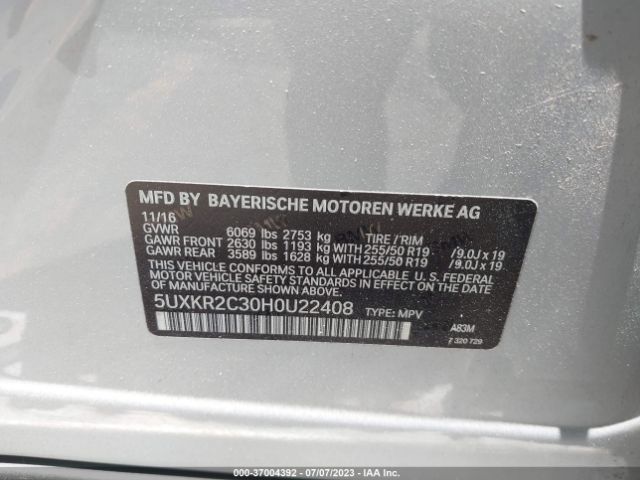 MFD BY BAYERISCHE MOTOREN WERKE AG
11/16
GVWR 6069 lbs 2753 kg TIRE/RIM
GAWR FRONT 2630 lbs 1193 kg WITH 255/50 R19 /9.0J x 19
GAWR REAR 3589 lbs 1628 kg WITH 255/50 R19 /9.0J x 19
THIS VEHICLE CONFORMS TO ALL APPLICABLE U.S. FEDERAL
MOTOR VEHICLE SAFETY STANDARDS IN EFFECT ON THE DATE
OF MANUFACTURE SHOWN ABOVE.
5UXKR2C30H0U22408 TYPE: MPV
A83M
7 320 729
000-37004392 / 07/07/2023 / IAA Inc.